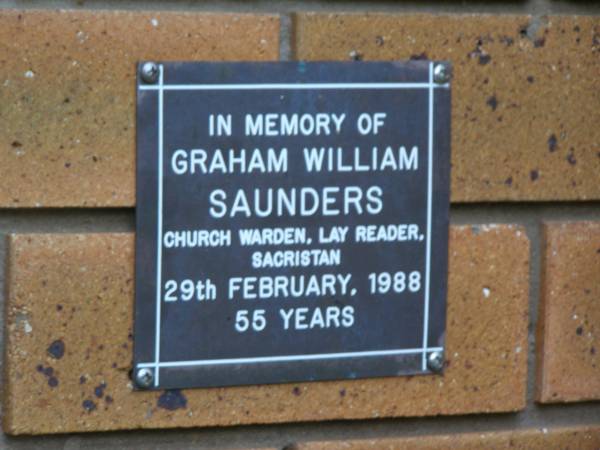 IN MEMORY OF
GRAHAM WILLIAM
SAUNDERS
CHURCH WARDEN, LAY READER,
SACRISTAN
29th FEBRUARY, 1988
55 YEARS